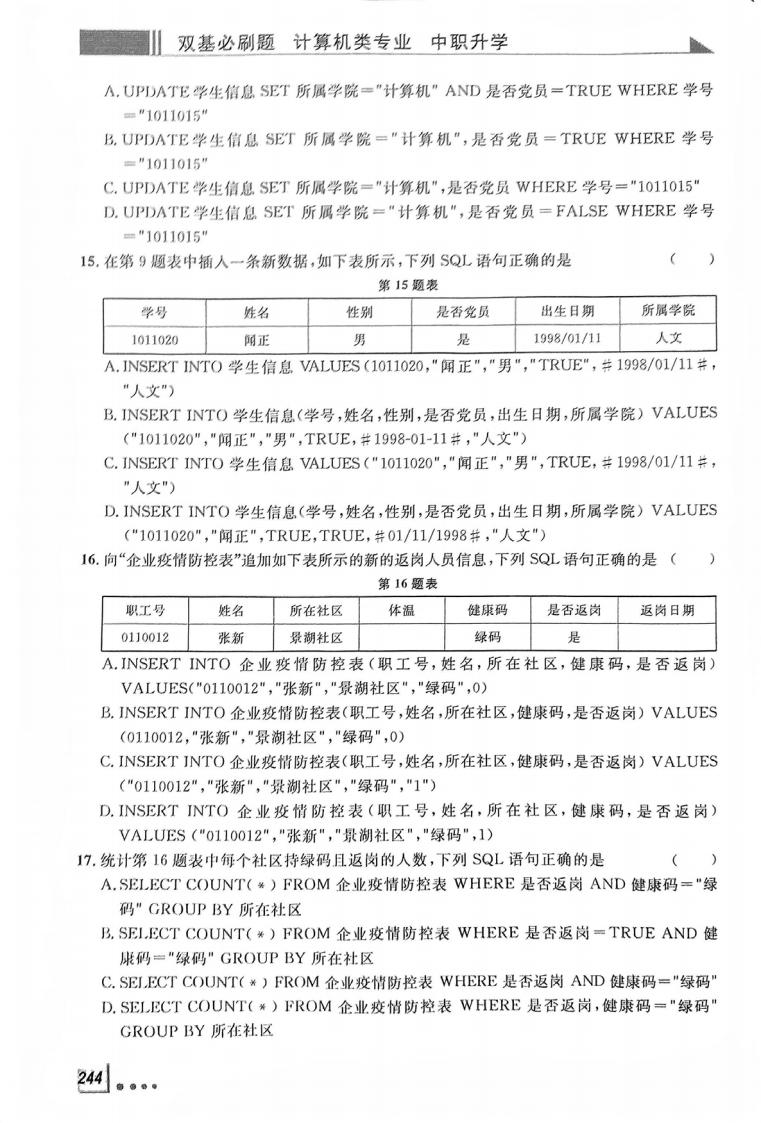 双基必刷题 计算机类专业 中职升学
A. UPDATE 学生信息 SET 所属学院="计算机" AND 是否党员=TRUE WHERE 学号
="1011015"
B. UPDATE 学生信息 SET 所属学院="计算机",是否党员=TRUE WHERE 学号
="1011015"
C. UPDATE 学生信息 SET 所属学院="计算机",是否党员 WHERE 学号="1011015"
D. UPDATE 学生信息 SET 所属学院="计算机",是否党员=FALSE WHERE 学号
="1011015"
15. 在第 9 题表中插入一条新数据,如下表所示,下列 SQL 语句正确的是 ( )
第 15 题表
学号 姓名 性别 是否党员 出生日期 所属学院
1011020 闻正 男 是 1998/01/11 人文
A. INSERT INTO 学生信息 VALUES(1011020,"闻正","男","TRUE",#1998/01/11#,
"人文")
B. INSERT INTO 学生信息(学号,姓名,性别,是否党员,出生日期,所属学院) VALUES
("1011020","闻正","男",TRUE,#1998-01-11#,"人文")
C. INSERT INTO 学生信息 VALUES("1011020","闻正","男",TRUE,#1998/01/11#,
"人文")
D. INSERT INTO 学生信息(学号,姓名,性别,是否党员,出生日期,所属学院) VALUES
("1011020","闻正",TRUE,TRUE,#01/11/1998#,"人文")
16. 向“企业疫情防控表”追加如下表所示的新的返岗人员信息,下列 SQL 语句正确的是 ( )
第 16 题表
职工号 姓名 所在社区 体温 健康码 是否返岗 返岗日期
0110012 张新 景湖社区 绿码 是
A. INSERT INTO 企业疫情防控表(职工号,姓名,所在社区,健康码,是否返岗)
VALUES("0110012","张新","景湖社区","绿码",0)
B. INSERT INTO 企业疫情防控表(职工号,姓名,所在社区,健康码,是否返岗) VALUES
(0110012,"张新","景湖社区","绿码",0)
C. INSERT INTO 企业疫情防控表(职工号,姓名,所在社区,健康码,是否返岗) VALUES
("0110012","张新","景湖社区","绿码","1")
D. INSERT INTO 企业疫情防控表(职工号,姓名,所在社区,健康码,是否返岗)
VALUES ("0110012","张新","景湖社区","绿码",1)
17. 统计第 16 题表中每个社区持绿码且返岗的人数,下列 SQL 语句正确的是 ( )
A. SELECT COUNT(*) FROM 企业疫情防控表 WHERE 是否返岗 AND 健康码="绿
码" GROUP BY 所在社区
B. SELECT COUNT(*) FROM 企业疫情防控表 WHERE 是否返岗=TRUE AND 健
康码="绿码" GROUP BY 所在社区
C. SELECT COUNT(*) FROM 企业疫情防控表 WHERE 是否返岗 AND 健康码="绿码"
D. SELECT COUNT(*) FROM 企业疫情防控表 WHERE 是否返岗,健康码="绿码"
GROUP BY 所在社区
244